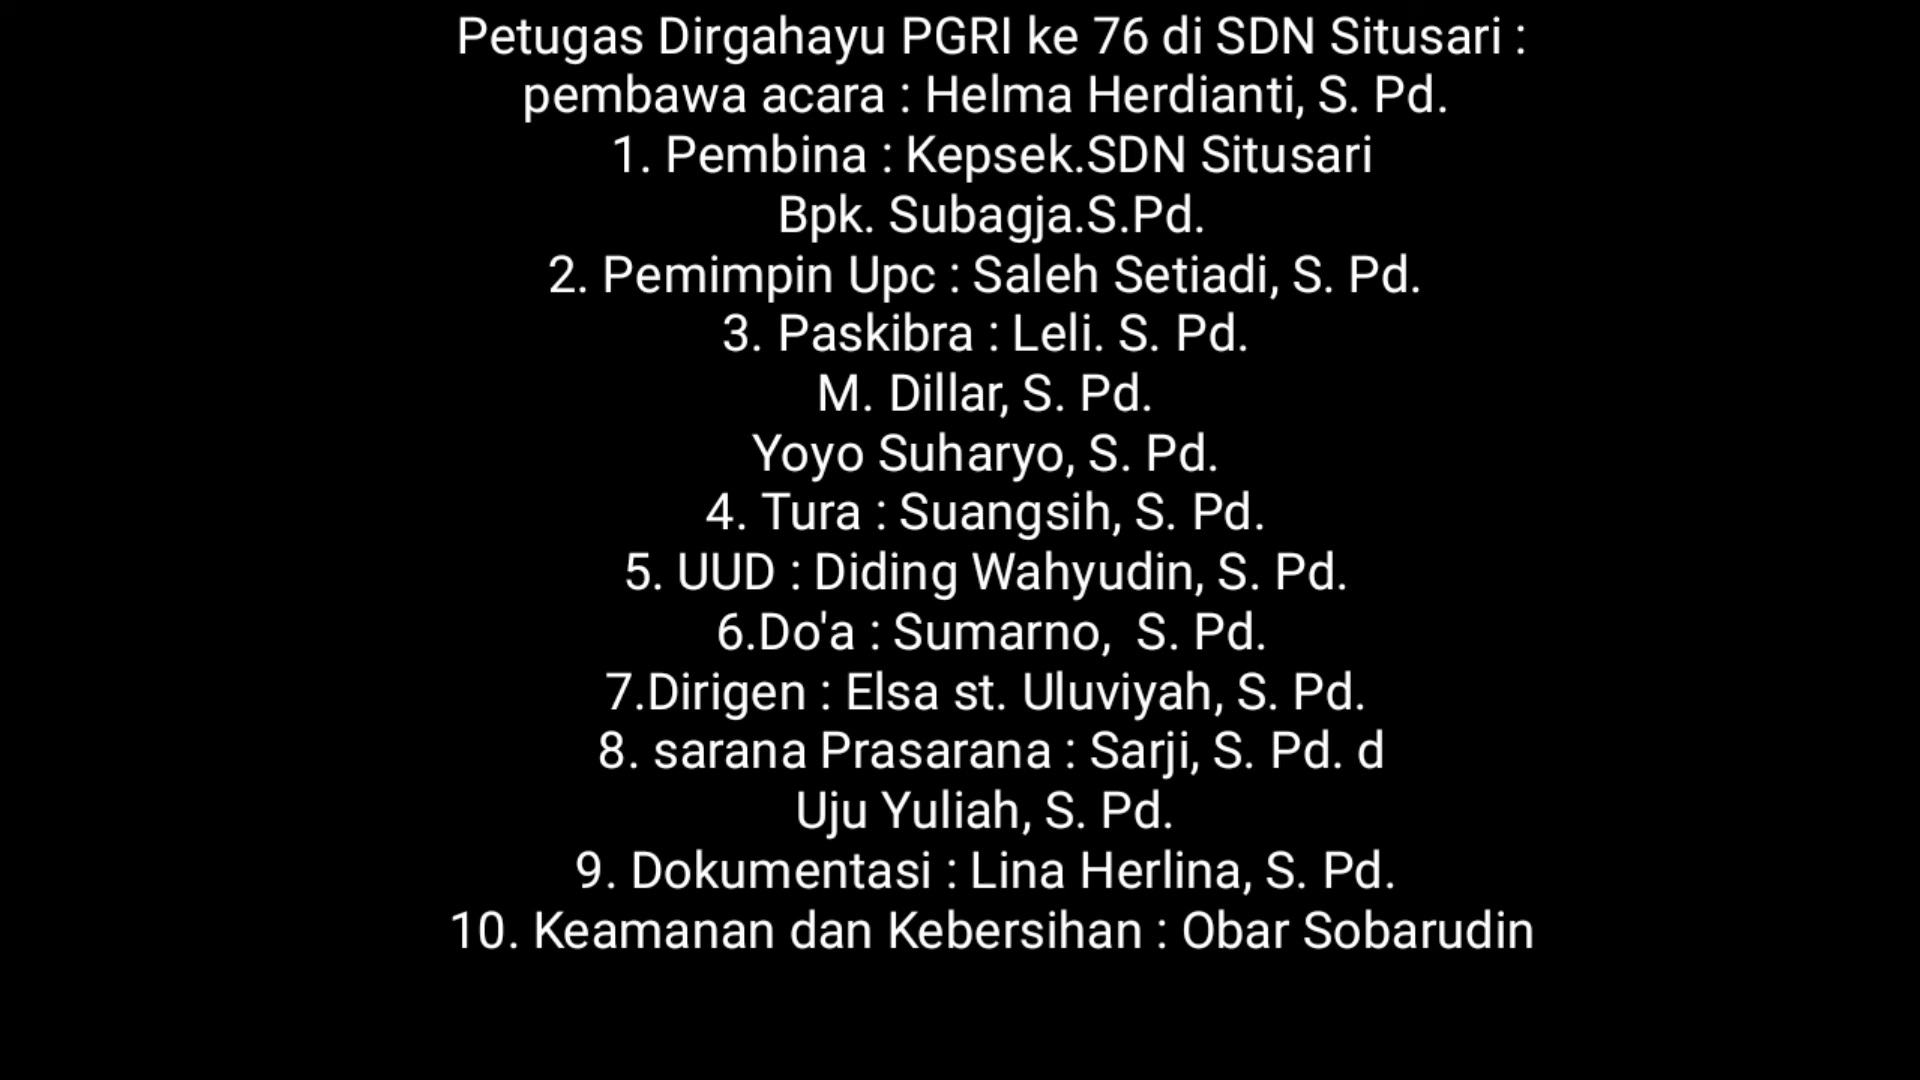 Petugas Dirgahayu PGRI ke 76 di SDN Situsari :
pembawa acara : Helma Herdianti, S. Pd.
1. Pembina : Kepsek.SDN Situsari
Bpk. Subagja.S.Pd.
2. Pemimpin Upc : Saleh Setiadi, S. Pd.
3. Paskibra : Leli. S. Pd.
M. Dillar, S. Pd.
Yoyo Suharyo, S. Pd.
4. Tura : Suangsih, S. Pd.
5. UUD : Diding Wahyudin, S. Pd.
6.Do'a : Sumarno,  S. Pd.
7.Dirigen : Elsa st. Uluviyah, S. Pd.
8. sarana Prasarana : Sarji, S. Pd. d
Uju Yuliah, S. Pd.
9. Dokumentasi : Lina Herlina, S. Pd.
10. Keamanan dan Kebersihan : Obar Sobarudin